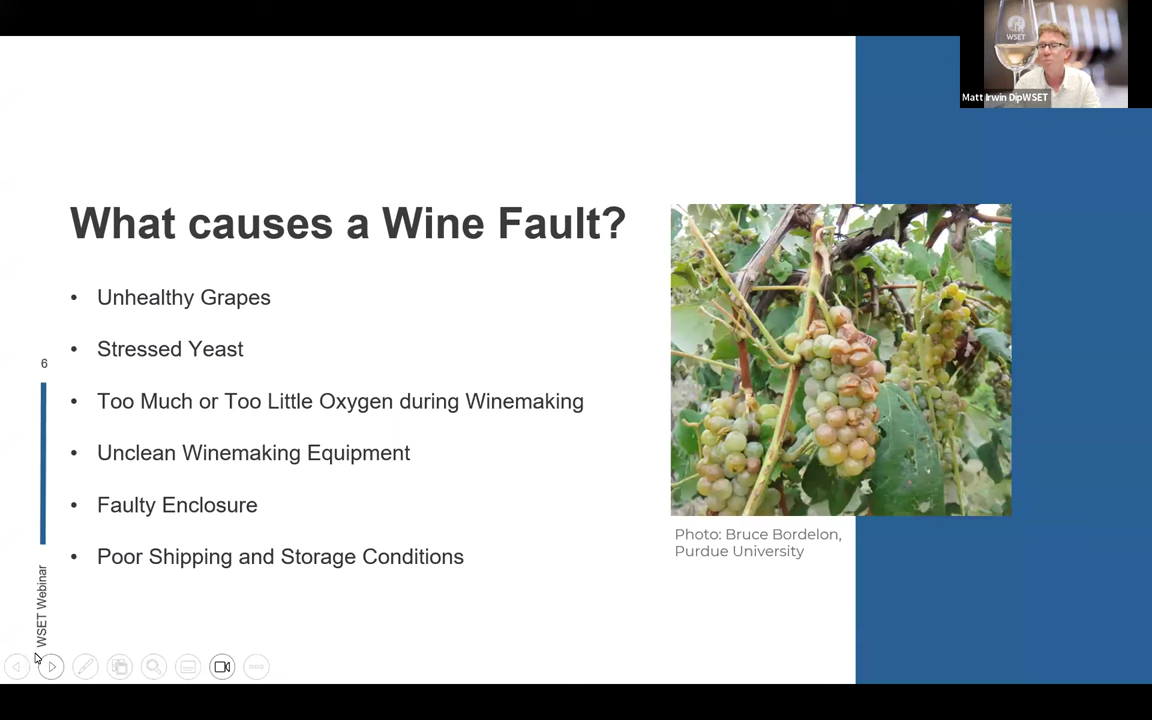 WSET
Matt Irwin DipWSET
What causes a Wine Fault?
• Unhealthy Grapes
• Stressed Yeast
6
• Too Much or Too Little Oxygen during Winemaking
• Unclean Winemaking Equipment
• Faulty Enclosure
• Poor Shipping and Storage Conditions
Photo: Bruce Bordelon,
Purdue University
WSET Webinar